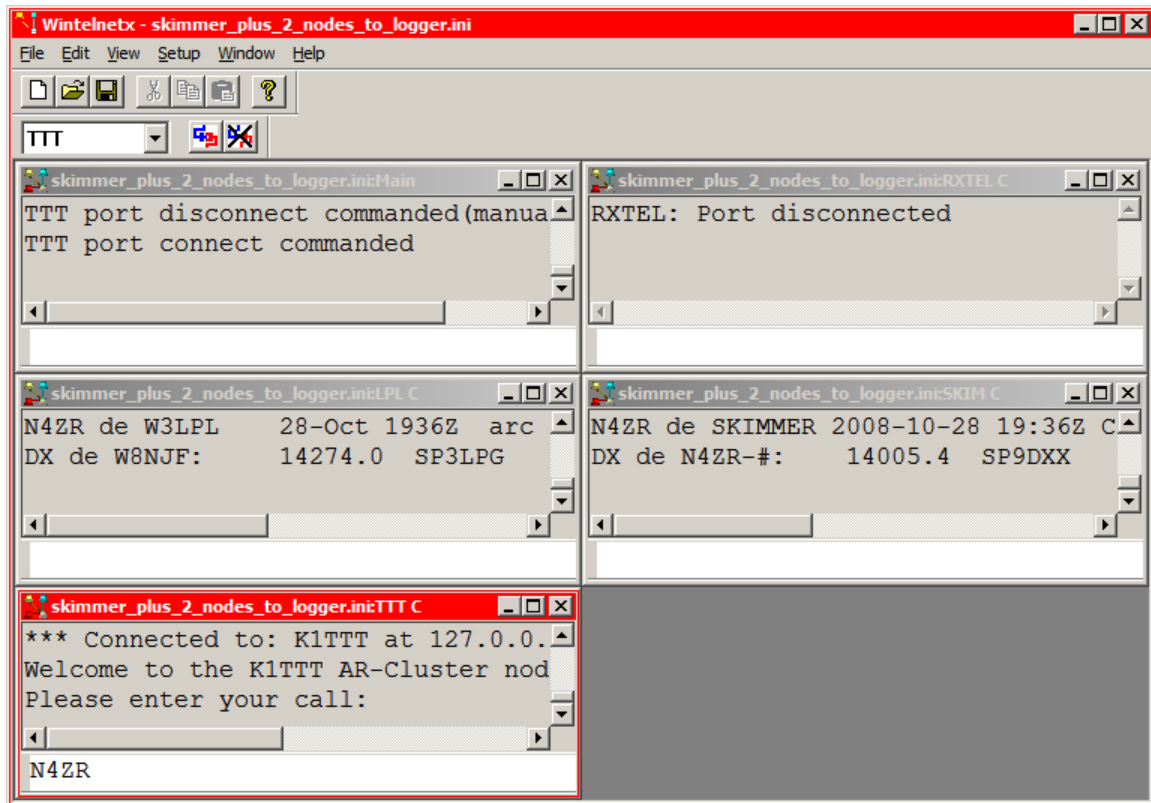 Wintelnetx - skimmer_plus_2_nodes_to_logger.ini
File Edit View Setup Window Help
TTT
skimmer_plus_2_nodes_to_logger.ini:Main
TTT port disconnect commanded(manua
TTT port connect commanded
skimmer_plus_2_nodes_to_logger.ini:RXTEL C
RXTEL: Port disconnected
skimmer_plus_2_nodes_to_logger.ini:LPL C
N4ZR de W3LPL 28-Oct 1936Z arc
DX de W8NJF: 14274.0 SP3LPG
skimmer_plus_2_nodes_to_logger.ini:SKIM C
N4ZR de SKIMMER 2008-10-28 19:36Z C
DX de N4ZR-#: 14005.4 SP9DXX
skimmer_plus_2_nodes_to_logger.ini:TTT C
*** Connected to: K1TTT at 127.0.0.
Welcome to the K1TTT AR-Cluster nod
Please enter your call:
N4ZR